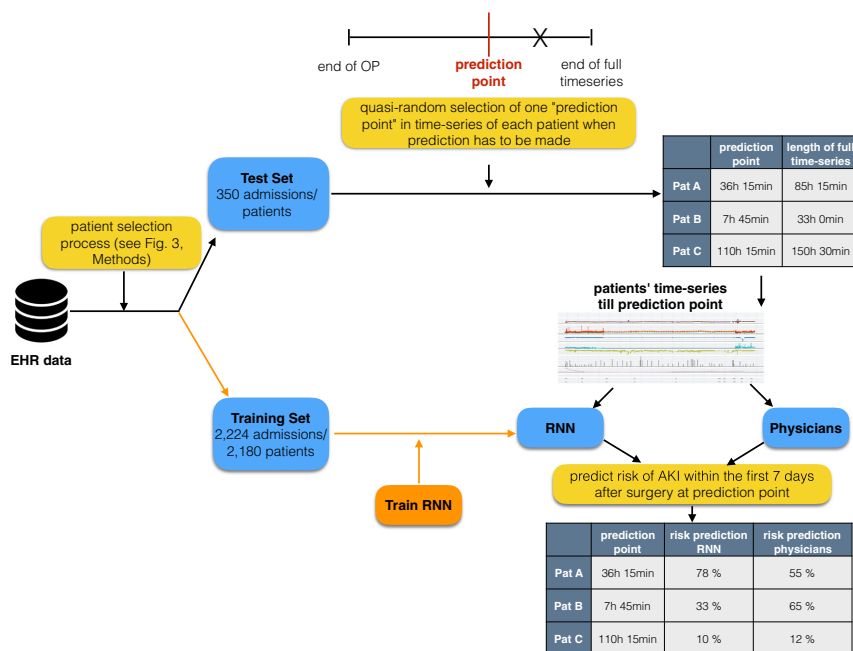 end of OP
prediction
point
end of full
timeseries
quasi-random selection of one "prediction
point" in time-series of each patient when
prediction has to be made
Test Set
350 admissions/
patients
prediction point length of full time-series
Pat A 36h 15min 85h 15min
Pat B 7h 45min 33h 0min
Pat C 110h 15min 150h 30min
patient selection
process (see Fig. 3,
Methods)
EHR data
patients' time-series
till prediction point
Training Set
2,224 admissions/
2,180 patients
RNN
Physicians
Train RNN
predict risk of AKI within the first 7 days
after surgery at prediction point
prediction point risk prediction RNN risk prediction physicians
Pat A 36h 15min 78 % 55 %
Pat B 7h 45min 33 % 65 %
Pat C 110h 15min 10 % 12 %